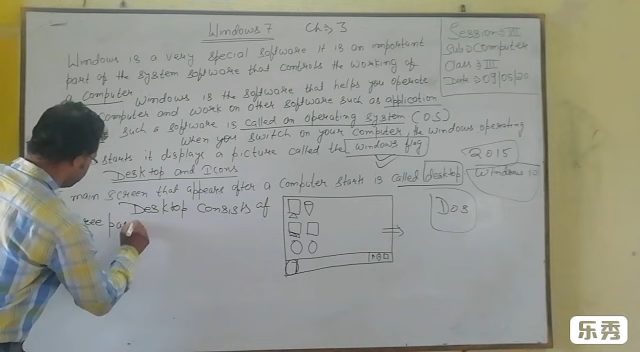 Windows 7 Ch⇒ 3
Session ⇒ VII
Sub ⇒ Computer
Class ⇒ III
Date ⇒ 09/05/20
Windows is a very special software it is an important
part of the system software that controls the working of
a computer Windows is the software that helps you operate
computer and work on other software such as application
such a software is called an operating system (OS)
When you switch on your computer, the windows operating
starts it displays a picture called the windows flag
2015
Windows 10
Desktop and Icons
main screen that appears after a Computer starts is called desktop
Dos
Desktop consists of
ree pa
乐秀